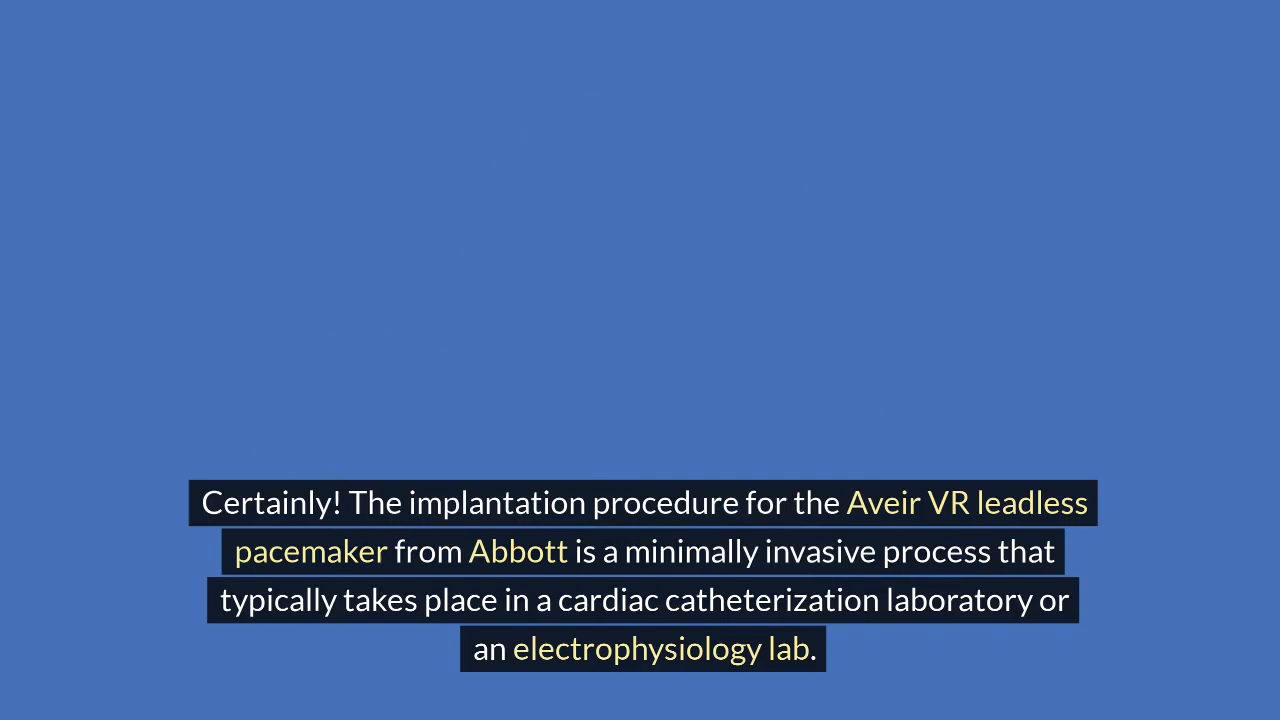 Certainly! The implantation procedure for the Aveir VR leadless
pacemaker from Abbott is a minimally invasive process that
typically takes place in a cardiac catheterization laboratory or
an electrophysiology lab.